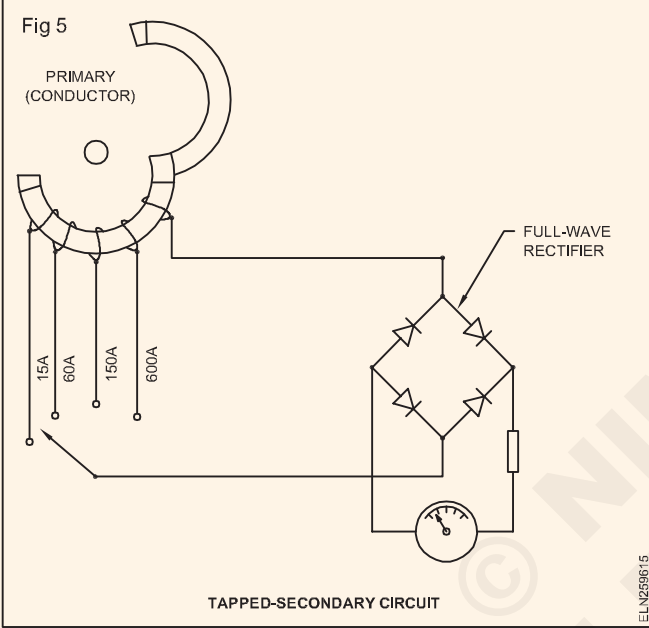 Fig 5
PRIMARY
(CONDUCTOR)
FULL-WAVE
RECTIFIER
15A
60A
150A
600A
TAPPED-SECONDARY CIRCUIT
ELN259615